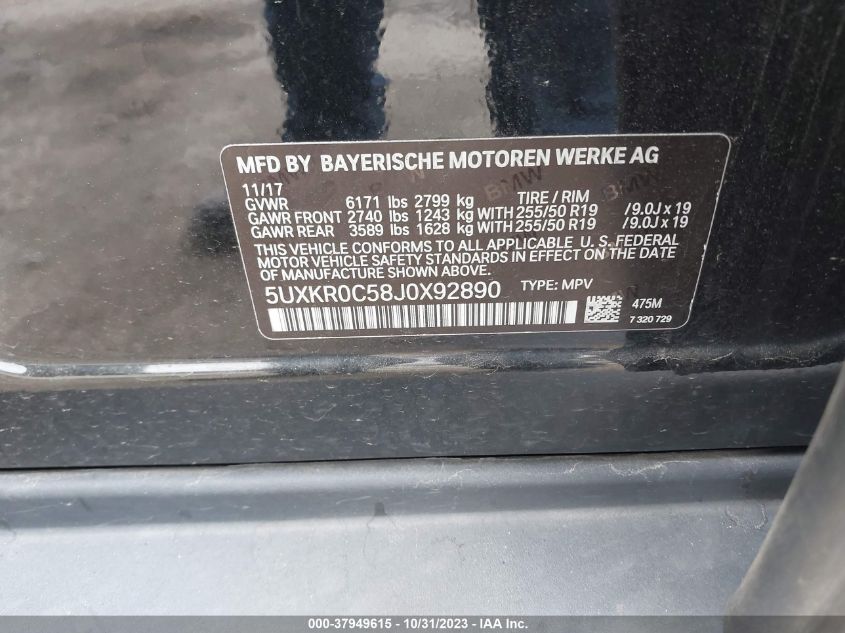 MFD BY BAYERISCHE MOTOREN WERKE AG
11/17
GVWR 6171 lbs 2799 kg TIRE / RIM
GAWR FRONT 2740 lbs 1243 kg WITH 255/50 R19 /9.0J x 19
GAWR REAR 3589 lbs 1628 kg WITH 255/50 R19 /9.0J x 19
THIS VEHICLE CONFORMS TO ALL APPLICABLE U. S. FEDERAL
MOTOR VEHICLE SAFETY STANDARDS IN EFFECT ON THE DATE
OF MANUFACTURE SHOWN ABOVE.
5UXKR0C58J0X92890 TYPE: MPV
475M
7 320 729
000-37949615 - 10/31/2023 - IAA Inc.